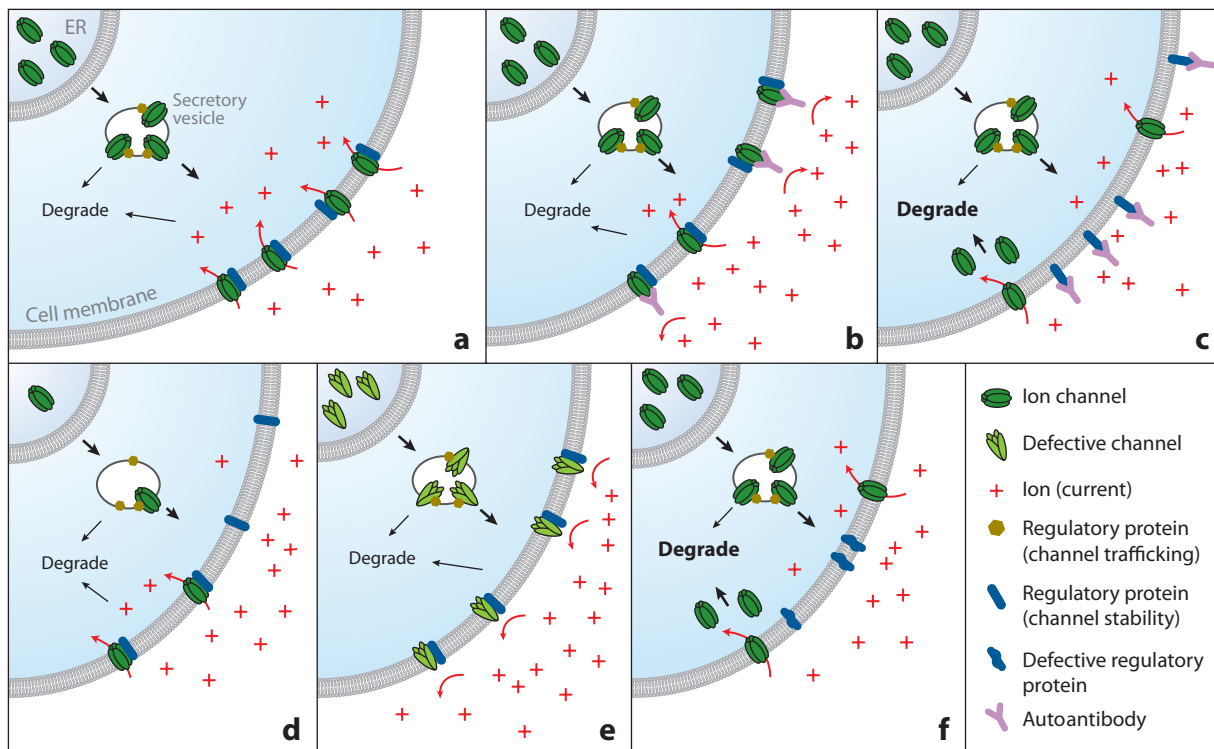 ER
Secretory
vesicle
Degrade
Cell membrane
a
Degrade
b
Degrade
c
Degrade
d
Degrade
e
Degrade
f
Ion channel
Defective channel
Ion (current)
Regulatory protein
(channel trafficking)
Regulatory protein
(channel stability)
Defective regulatory
protein
Autoantibody